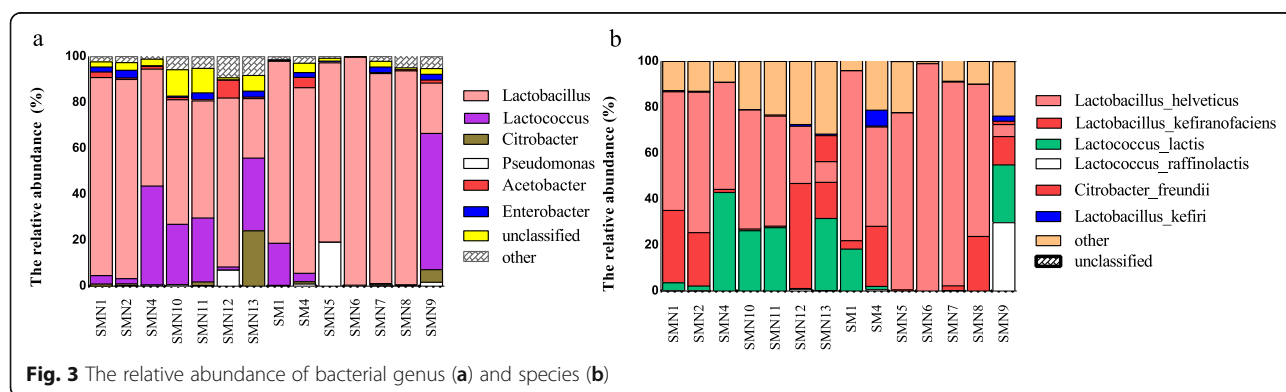 a
The relative abundance (%)
100
80
60
40
20
0
SMN1
SMN2
SMN4
SMN10
SMN11
SMN12
SMN13
SM1
SM4
SMN5
SMN6
SMN7
SMN8
SMN9
Lactobacillus
Lactococcus
Citrobacter
Pseudomonas
Acetobacter
Enterobacter
unclassified
other
b
The relative abundance (%)
100
80
60
40
20
0
SMN1
SMN2
SMN4
SMN10
SMN11
SMN12
SMN13
SM1
SM4
SMN5
SMN6
SMN7
SMN8
SMN9
Lactobacillus_helveticus
Lactobacillus_kefiranofaciens
Lactococcus_lactis
Lactococcus_raffinolactis
Citrobacter_freundii
Lactobacillus_kefiri
other
unclassified
Fig. 3 The relative abundance of bacterial genus (a) and species (b)